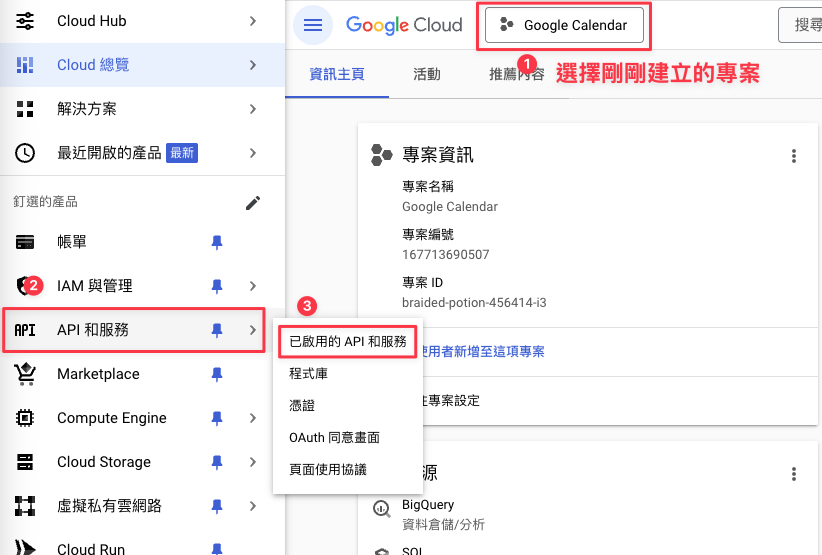 Cloud Hub
Cloud 總覽
解決方案
最近開啟的產品 最新
釘選的產品
帳單
2
IAM 與管理
API API 和服務
Marketplace
Compute Engine
Cloud Storage
虛擬私有雲網路
Cloud Run
Google Cloud
Google Calendar
搜尋
1
選擇剛剛建立的專案
資訊主頁
活動
推薦內容
專案資訊
專案名稱
Google Calendar
專案編號
167713690507
專案 ID
braided-potion-456414-i3
使用者新增至這項專案
專案設定
3
已啟用的 API 和服務
程式庫
憑證
OAuth 同意畫面
頁面使用協議
源
BigQuery
資料倉儲/分析
SQL